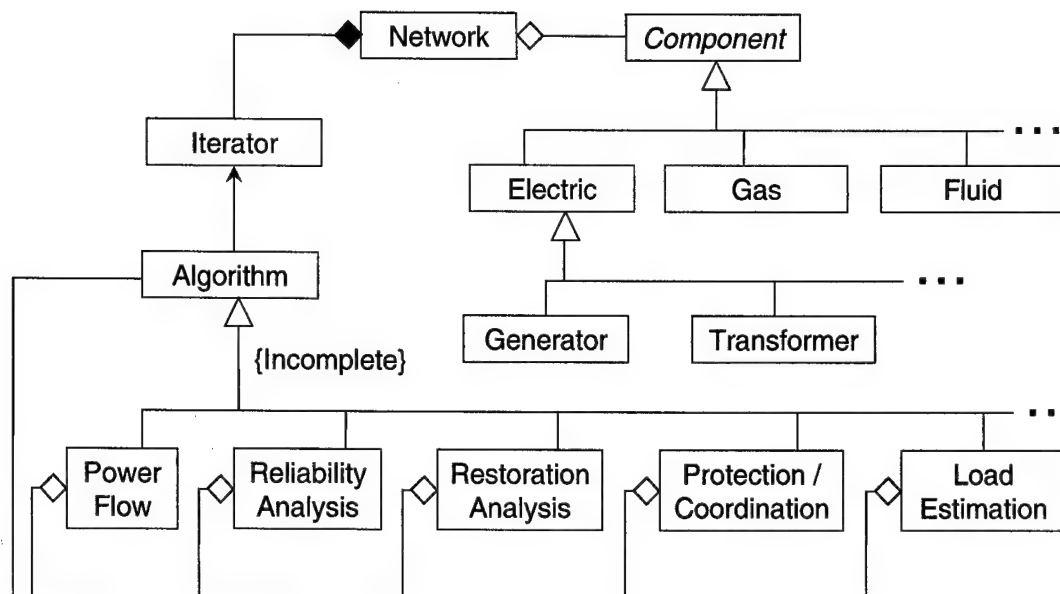 Network
Component
Iterator
Electric
Gas
Fluid
Algorithm
Generator
Transformer
{Incomplete}
Power
Flow
Reliability
Analysis
Restoration
Analysis
Protection /
Coordination
Load
Estimation